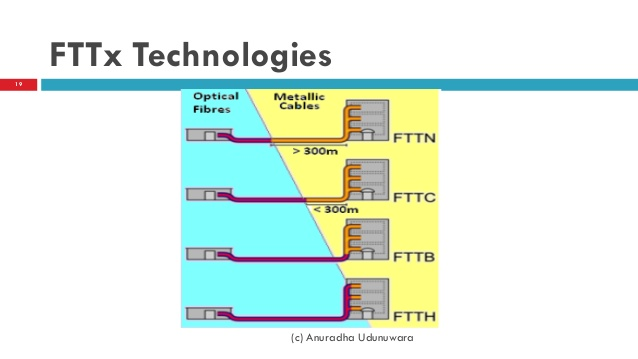 FTTx Technologies
19
Optical
Fibres
Metallic
Cables
FTTN
> 300m
FTTC
< 300m
FTTB
FTTH
(c) Anuradha Udunuwara